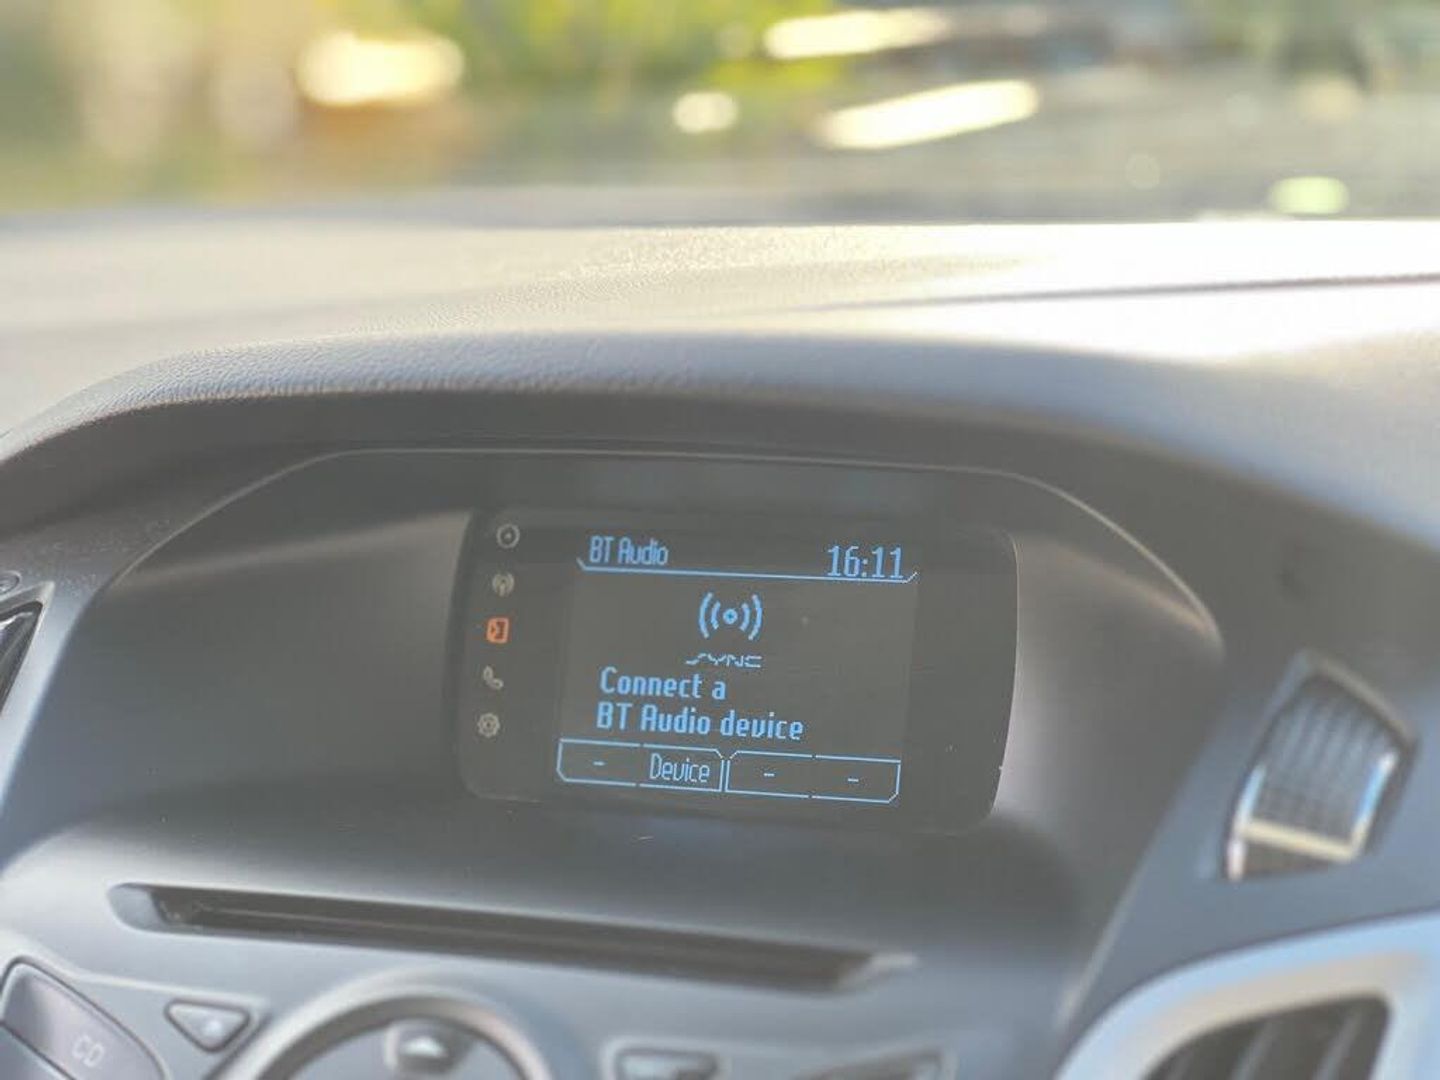 BT Audio 16:11
SYNC
Connect a
BT Audio device
- Device - -
CD